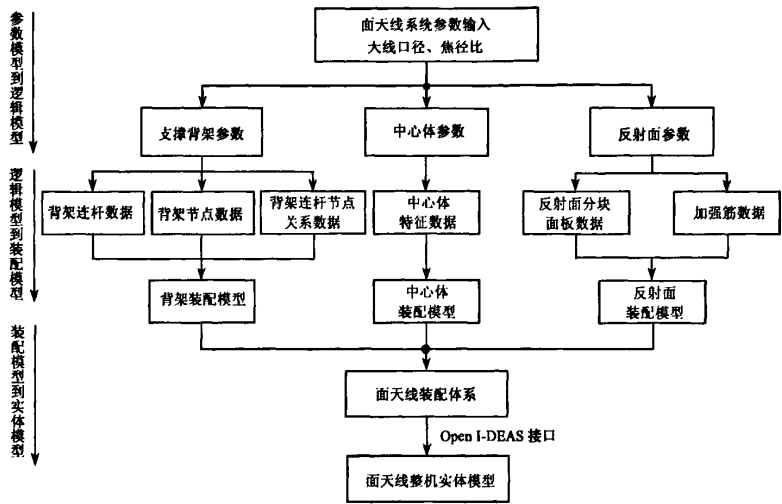 面天线系统参数输入
大线口径、焦径比
参数模型到逻辑模型
支撑背架参数
中心体参数
反射面参数
逻辑模型到装配模型
背架连杆数据
背架节点数据
背架连杆节点
关系数据
中心体
特征数据
反射面分块
面板数据
加强筋数据
背架装配模型
中心体
装配模型
反射面
装配模型
装配模型到实体模型
面天线装配体系
Open I-DEAS 接口
面天线整机实体模型